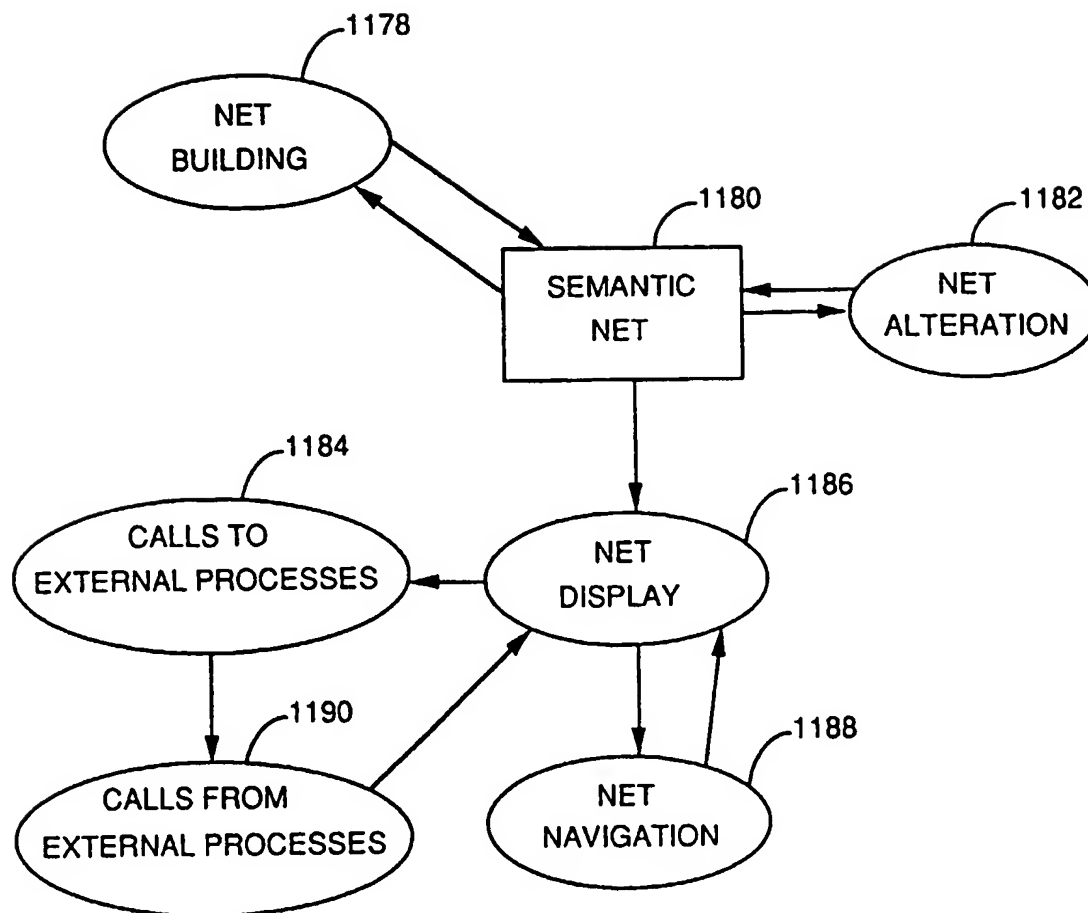 1178
NET
BUILDING
1180
SEMANTIC
NET
1182
NET
ALTERATION
1184
CALLS TO
EXTERNAL PROCESSES
1186
NET
DISPLAY
1190
CALLS FROM
EXTERNAL PROCESSES
1188
NET
NAVIGATION